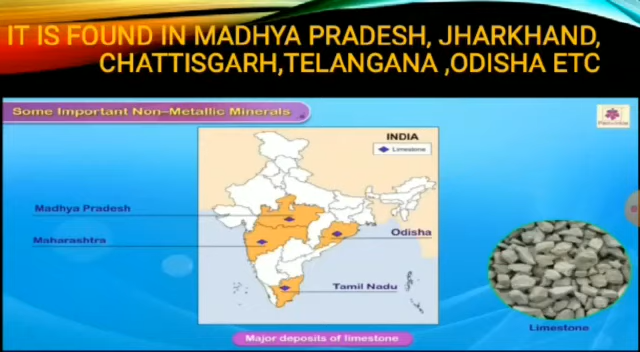 IT IS FOUND IN MADHYA PRADESH, JHARKHAND,
CHATTISGARH,TELANGANA ,ODISHA ETC
Some Important Non-Metallic Minerals
INDIA
Limestone
Madhya Pradesh
Odisha
Maharashtra
Tamil Nadu
Limestone
Major deposits of limestone